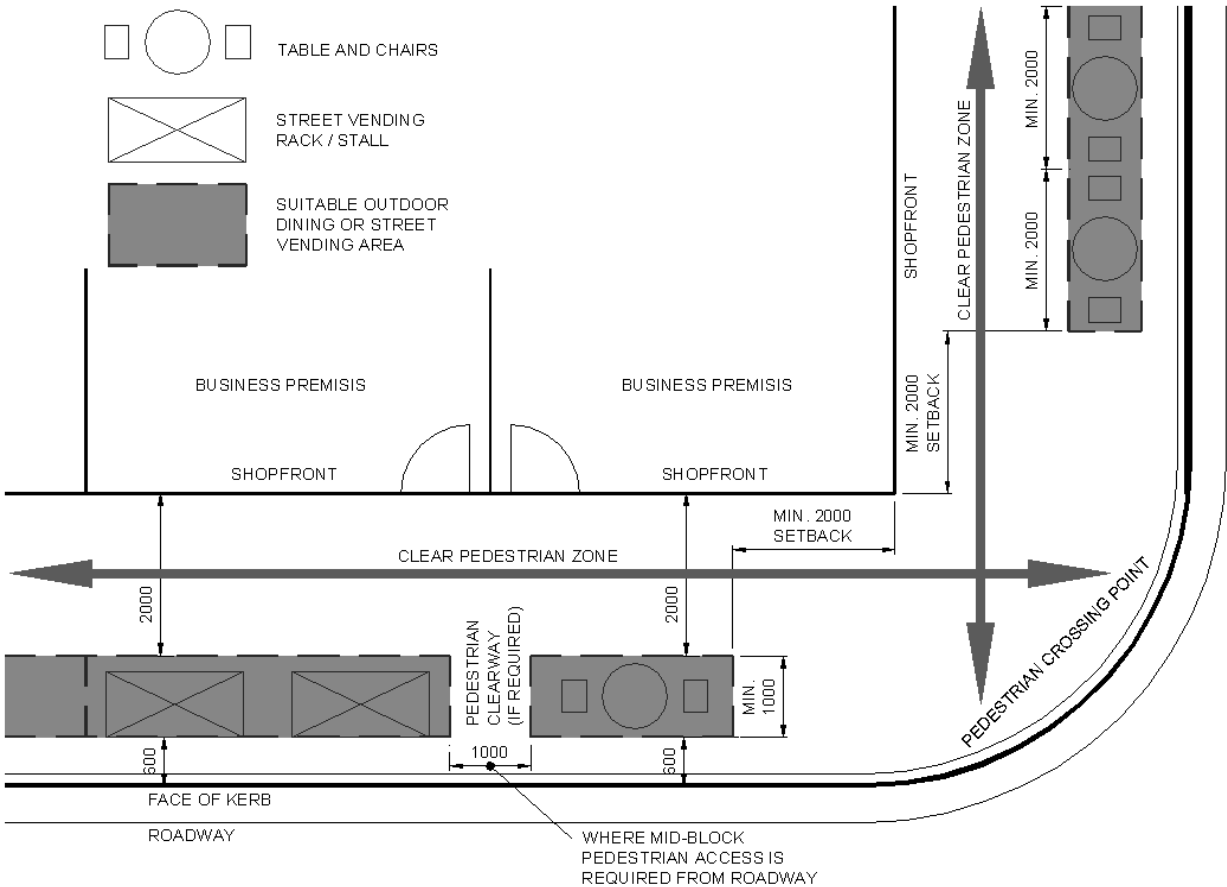 TABLE AND CHAIRS
STREET VENDING
RACK / STALL
SUITABLE OUTDOOR
DINING OR STREET
VENDING AREA
SHOPFRONT
CLEAR PEDESTRIAN ZONE
MIN. 2000
MIN. 2000
BUSINESS PREMISIS
BUSINESS PREMISIS
MIN. 2000
SETBACK
SHOPFRONT
SHOPFRONT
MIN. 2000
SETBACK
CLEAR PEDESTRIAN ZONE
2000
2000
PEDESTRIAN
CLEARWAY
(IF REQUIRED)
MIN.
1000
PEDESTRIAN CROSSING POINT
600
1000
600
FACE OF KERB
ROADWAY
WHERE MID-BLOCK
PEDESTRIAN ACCESS IS
REQUIRED FROM ROADWAY